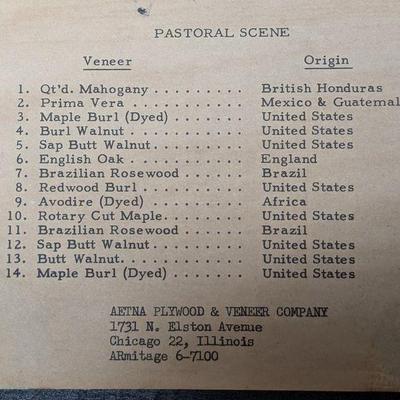 PASTORAL SCENE
Veneer Origin
1. Qt'd. Mahogany . . . . . . . . . British Honduras
2. Prima Vera . . . . . . . . . . . Mexico & Guatemal
3. Maple Burl (Dyed) . . . . . . . United States
4. Burl Walnut . . . . . . . . . . United States
5. Sap Butt Walnut . . . . . . . . United States
6. English Oak . . . . . . . . . . England
7. Brazilian Rosewood . . . . . . . Brazil
8. Redwood Burl . . . . . . . . . . United States
9. Avodire (Dyed) . . . . . . . . . Africa
10. Rotary Cut Maple . . . . . . . . United States
11. Brazilian Rosewood . . . . . . . Brazil
12. Sap Butt Walnut . . . . . . . . United States
13. Butt Walnut . . . . . . . . . . United States
14. Maple Burl (Dyed) . . . . . . . United States
AETNA PLYWOOD & VENEER COMPANY
1731 N. Elston Avenue
Chicago 22, Illinois
ARmitage 6-7100